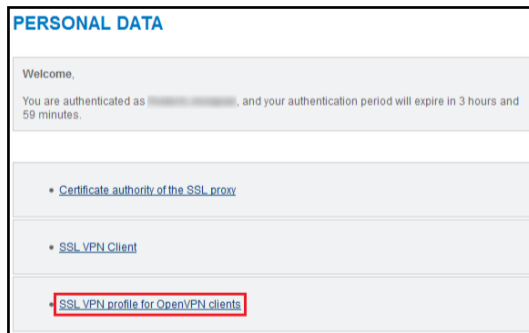 PERSONAL DATA
Welcome,
You are authenticated as , and your authentication period will expire in 3 hours and
59 minutes.
Certificate authority of the SSL proxy
SSL VPN Client
SSL VPN profile for OpenVPN clients